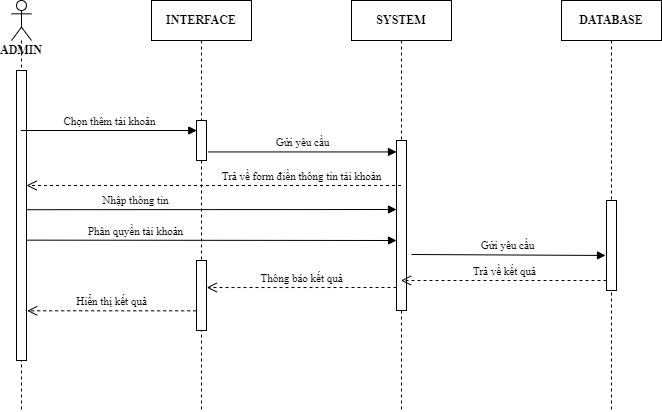 INTERFACE
SYSTEM
DATABASE
ADMIN
Chọn thêm tài khoản
Gửi yêu cầu
Trả về form điền thông tin tài khoản
Nhập thông tin
Phân quyền tài khoản
Gửi yêu cầu
Trả về kết quả
Thông báo kết quả
Hiển thị kết quả